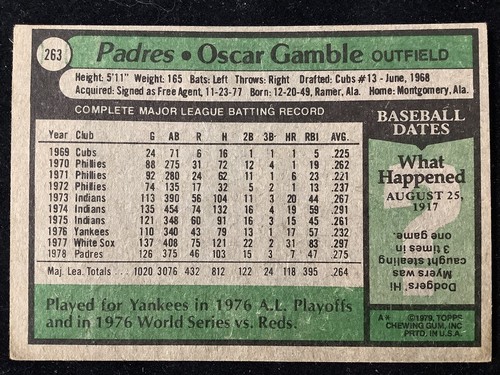 263
Padres • Oscar Gamble OUTFIELD
Height: 5'11" Weight: 165 Bats: Left Throws: Right Drafted: Cubs #13 - June, 1968
Acquired: Signed as Free Agent, 11-23-77 Born: 12-20-49, Ramer, Ala. Home: Montgomery, Ala.
COMPLETE MAJOR LEAGUE BATTING RECORD
Year Club G AB R H 2B 3B HR RBI AVG.
1969 Cubs 24 71 6 16 1 1 1 5 .225
1970 Phillies 88 275 31 72 12 4 1 19 .262
1971 Phillies 92 280 24 62 11 1 6 23 .221
1972 Phillies 74 135 17 32 5 2 1 13 .237
1973 Indians 113 390 56 104 11 3 20 44 .267
1974 Indians 135 454 74 132 16 4 19 59 .291
1975 Indians 121 348 60 91 16 3 15 45 .261
1976 Yankees 110 340 43 79 13 1 17 57 .232
1977 White Sox 137 408 75 121 22 2 31 83 .297
1978 Padres 126 375 46 103 15 3 7 47 .275
Maj. Lea. Totals . . . 1020 3076 432 812 122 24 118 395 .264
Played for Yankees in 1976 A.L. Playoffs
and in 1976 World Series vs. Reds.
BASEBALL
DATES
What
Happened
AUGUST 25,
1917
Dodgers' Hi
Myers was
caught stealing
3 times in
one game.
A* ©1979, TOPPS
CHEWING GUM, INC
PRTD. IN U.S.A.